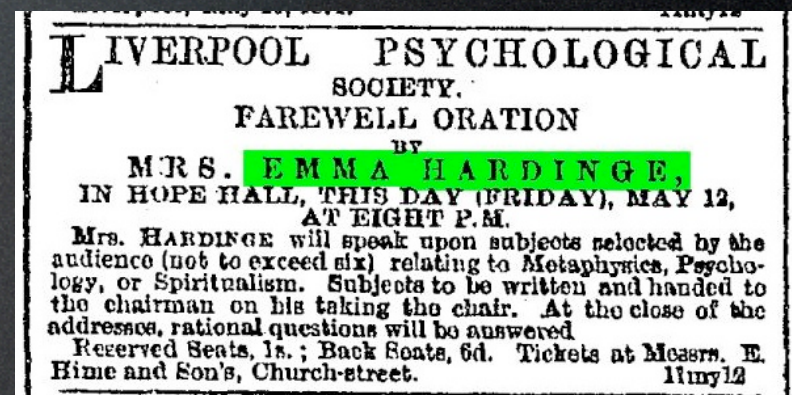 11my12
LIVERPOOL PSYCHOLOGICAL
SOCIETY.
FAREWELL ORATION
BY
MRS. EMMA HARDINGE,
IN HOPE HALL, THIS DAY (FRIDAY), MAY 12,
AT EIGHT P.M.
Mrs. HARDINGE will speak upon subjects selected by the
audience (not to exceed six) relating to Metaphysics, Psycho-
logy, or Spiritualism. Subjects to be written and handed to
the chairman on his taking the chair. At the close of the
addresses, rational questions will be answered
Reserved Seats, 1s.; Back Seats, 6d. Tickets at Messrs. E.
Hime and Son's, Church-street. 11my12